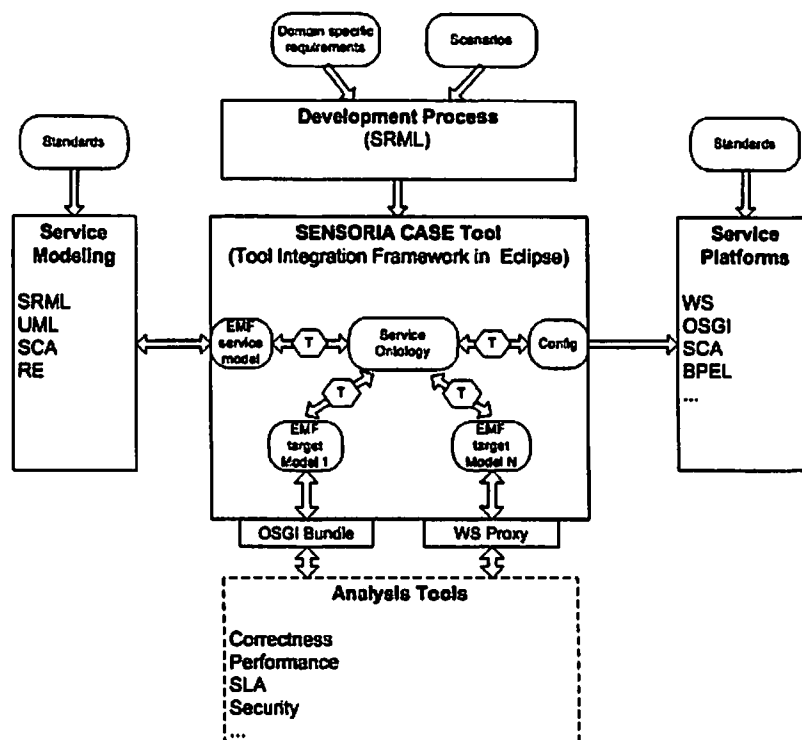 Domain specific
requirements
Scenarios
Development Process
(SRML)
Standards
Standards
Service
Modeling
SRML
UML
SCA
RE
SENSORIA CASE Tool
(Tool Integration Framework in Eclipse)
EMF
service
model
T
Service
Ontology
T
Config
T
T
EMF
target
Model 1
EMF
target
Model N
Service
Platforms
WS
OSGI
SCA
BPEL
...
OSGI Bundle
WS Proxy
Analysis Tools
Correctness
Performance
SLA
Security
...